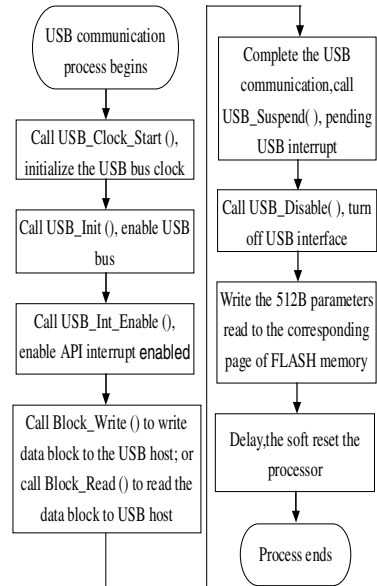 USB communication
process begins
Call USB_Clock_Start (),
initialize the USB bus clock
Call USB_Init (), enable USB
bus
Call USB_Int_Enable (),
enable API interrupt enabled
Call Block_Write () to write
data block to the USB host; or
call Block_Read () to read the
data block to USB host
Complete the USB
communication,call
USB_Suspend( ), pending
USB interrupt
Call USB_Disable( ), turn
off USB interface
Write the 512B parameters
read to the corresponding
page of FLASH memory
Delay,the soft reset the
processor
Process ends